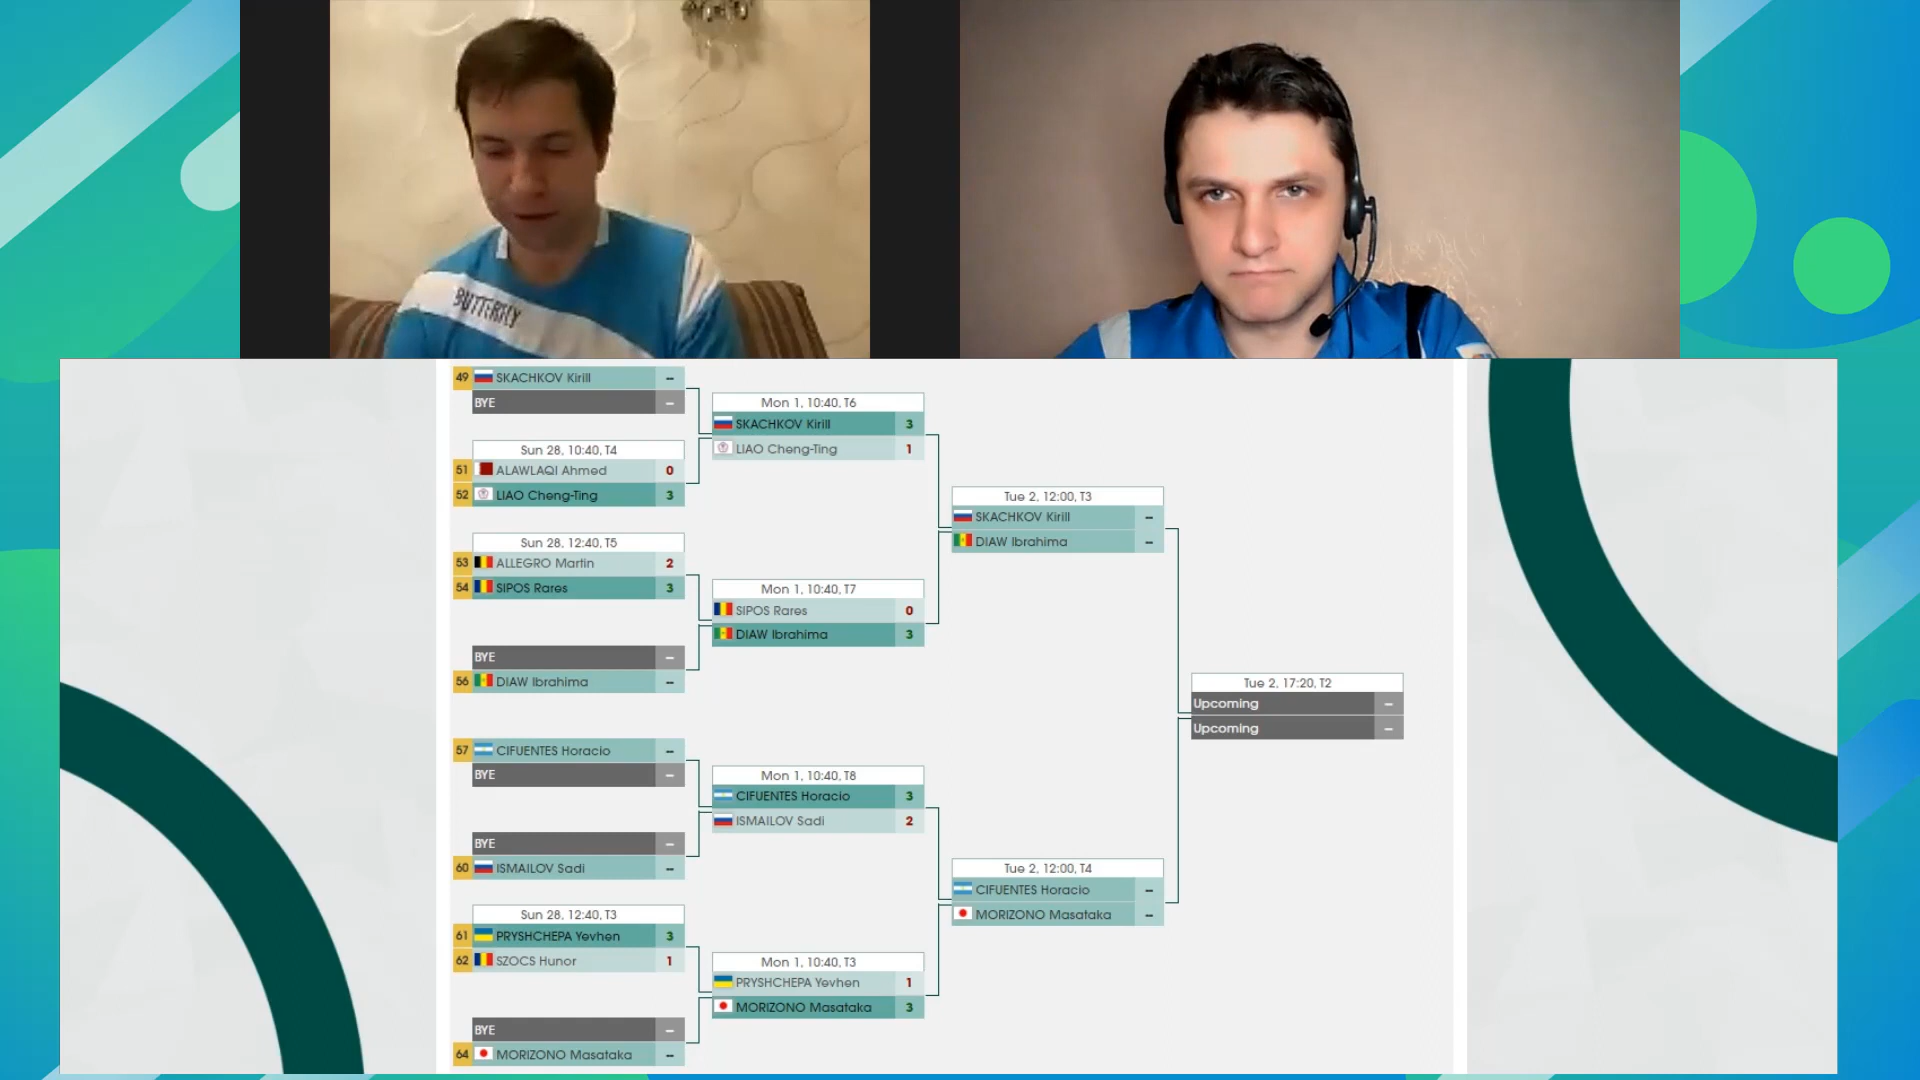 BUTTERFLY
49 SKACHKOV Kirill --
BYE –
Sun 28, 10:40, T4
51 ALAWLAQI Ahmed 0
52 LIAO Cheng-Ting 3
Sun 28, 12:40, T5
53 ALLEGRO Martin 2
54 SIPOS Rares 3
BYE –
56 DIAW Ibrahima --
57 CIFUENTES Horacio --
BYE –
BYE –
60 ISMAILOV Sadi --
Sun 28, 12:40, T3
61 PRYSHCHEPA Yevhen 3
62 SZOCS Hunor 1
BYE –
64 MORIZONO Masataka --
Mon 1, 10:40, T6
SKACHKOV Kirill 3
LIAO Cheng-Ting 1
Mon 1, 10:40, T7
SIPOS Rares 0
DIAW Ibrahima 3
Mon 1, 10:40, T8
CIFUENTES Horacio 3
ISMAILOV Sadi 2
Mon 1, 10:40, T3
PRYSHCHEPA Yevhen 1
MORIZONO Masataka 3
Tue 2, 12:00, T3
SKACHKOV Kirill --
DIAW Ibrahima --
Tue 2, 12:00, T4
CIFUENTES Horacio --
MORIZONO Masataka --
Tue 2, 17:20, T2
Upcoming –
Upcoming –